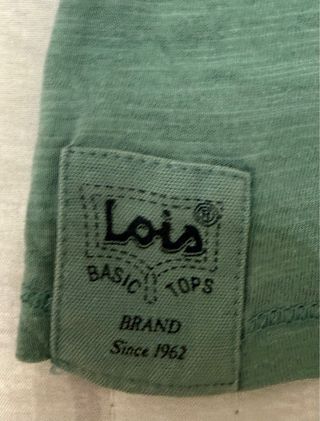 Lois®
BASIC TOPS
BRAND
Since 1962